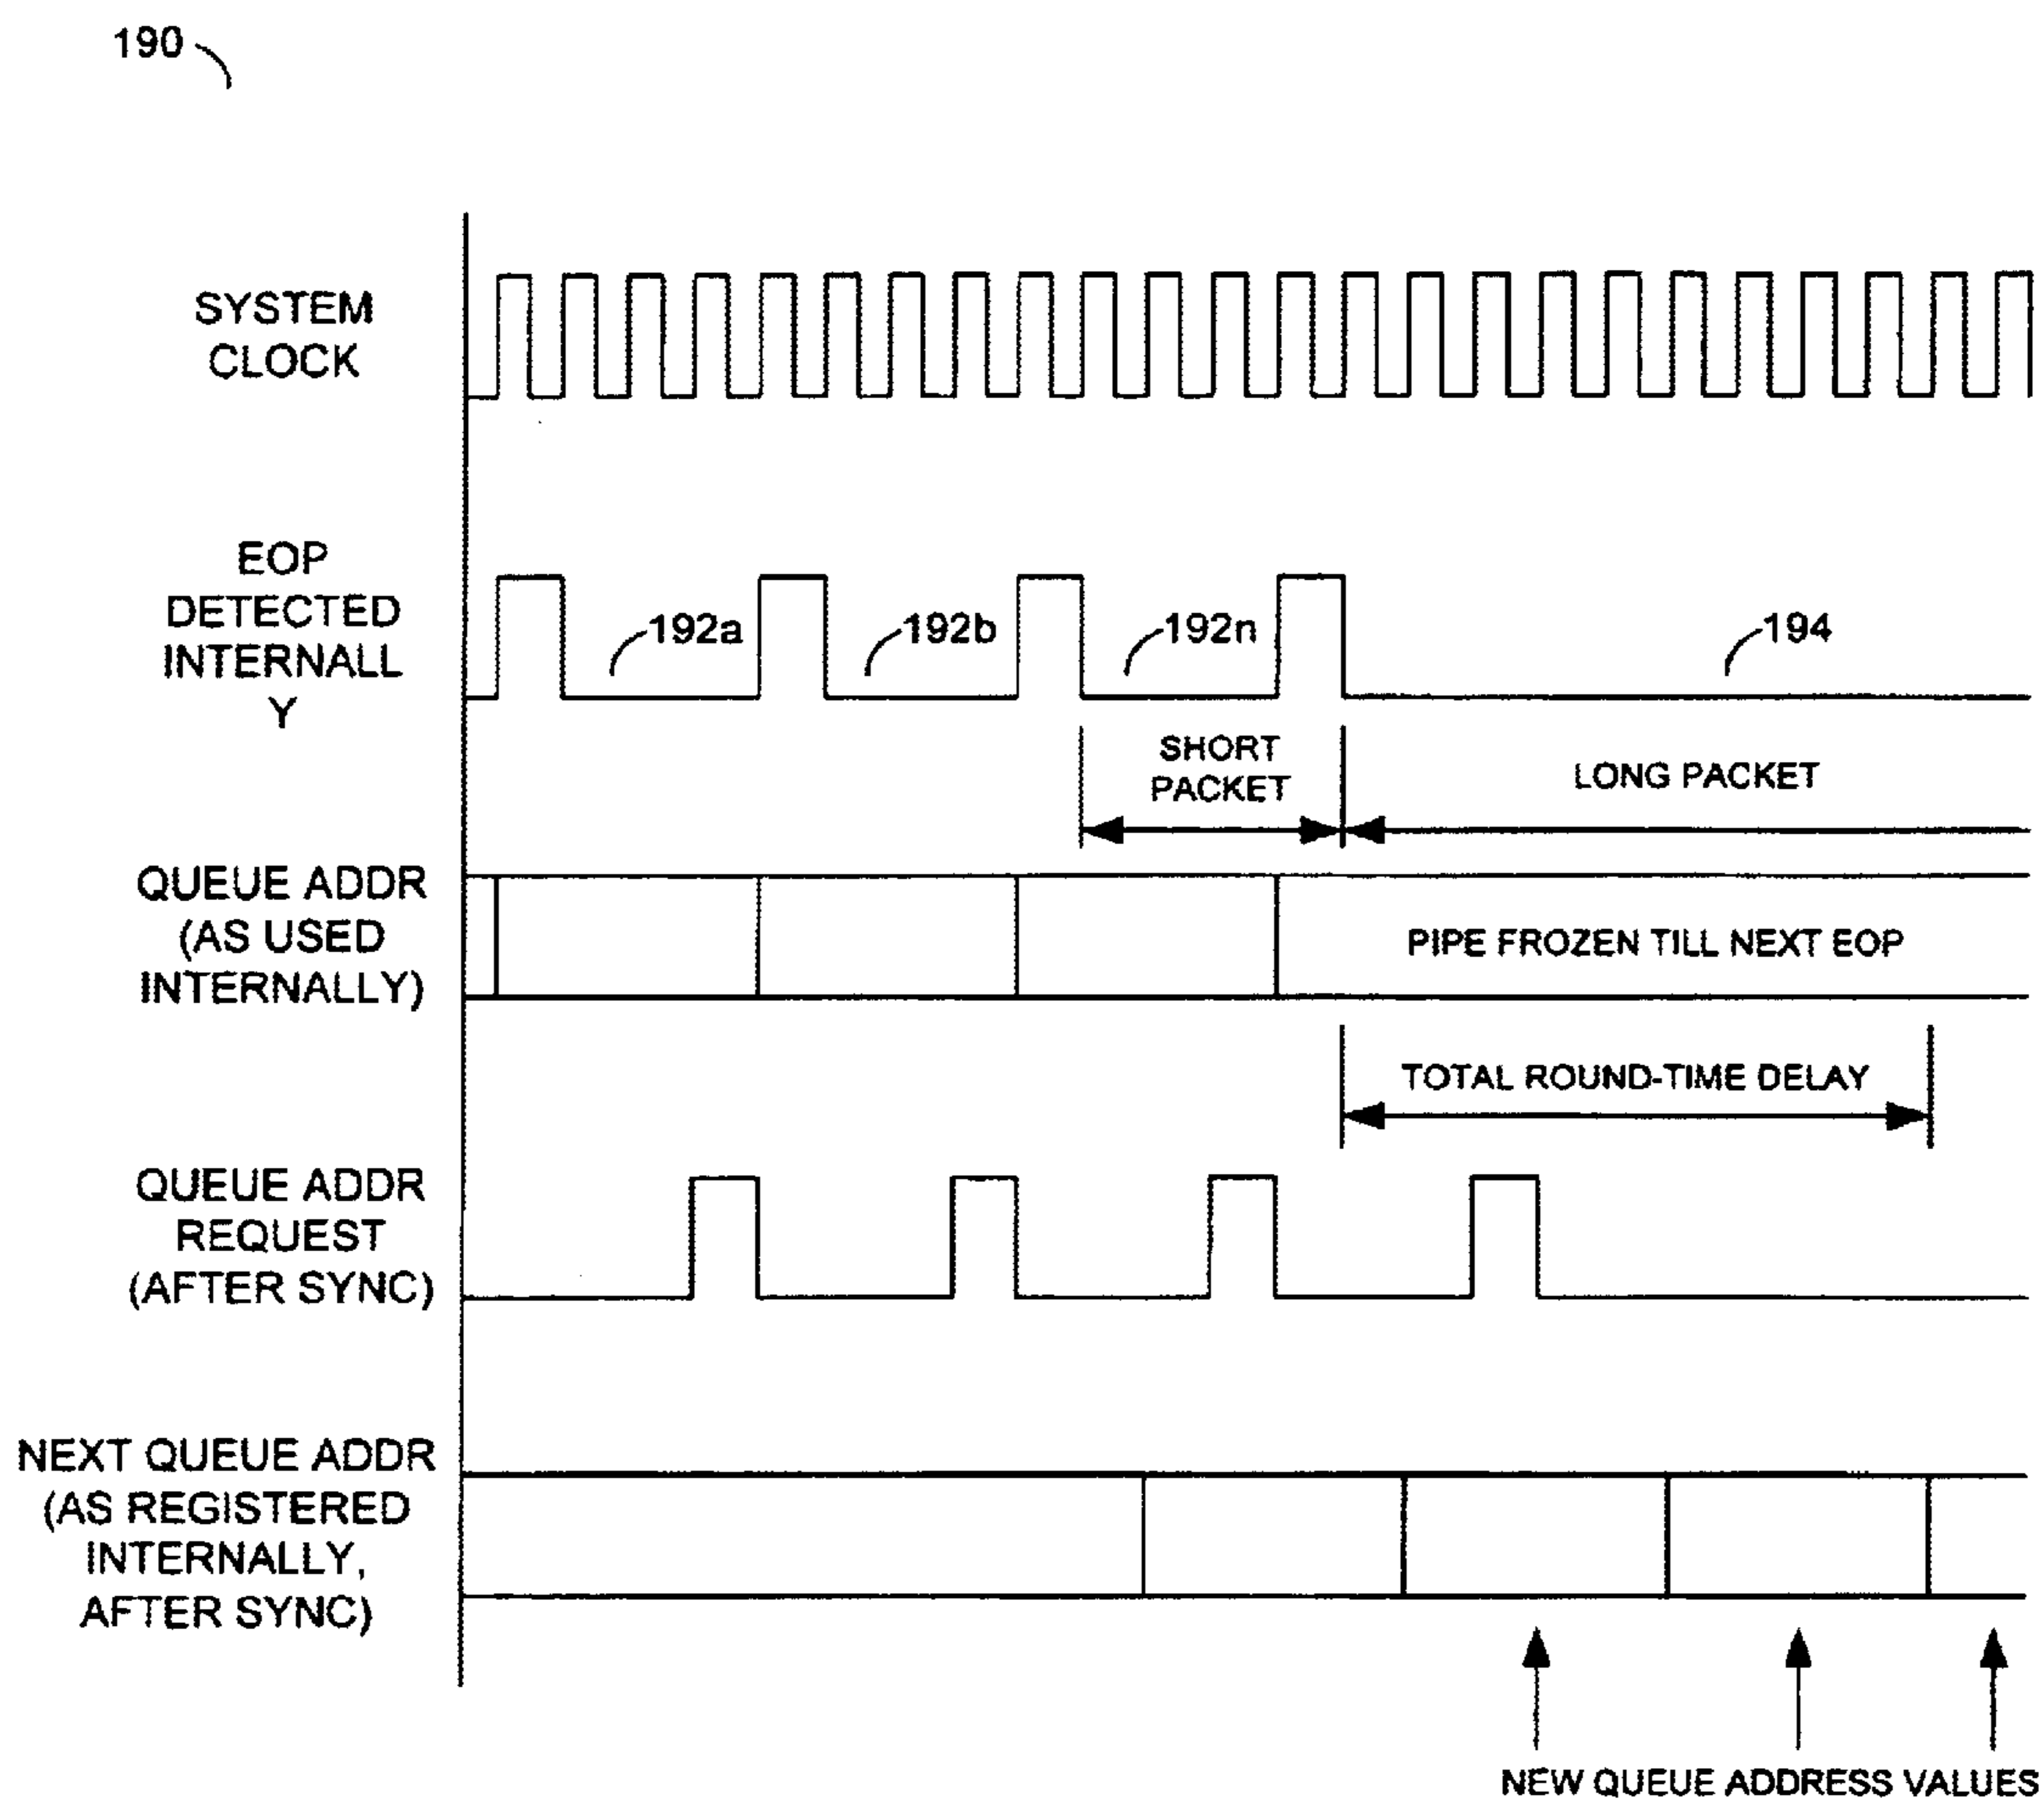 190
SYSTEM
CLOCK
EOP
DETECTED
INTERNALL
Y
192a
192b
192n
194
SHORT
PACKET
LONG PACKET
QUEUE ADDR
(AS USED
INTERNALLY)
PIPE FROZEN TILL NEXT EOP
TOTAL ROUND-TIME DELAY
QUEUE ADDR
REQUEST
(AFTER SYNC)
NEXT QUEUE ADDR
(AS REGISTERED
INTERNALLY,
AFTER SYNC)
NEW QUEUE ADDRESS VALUES